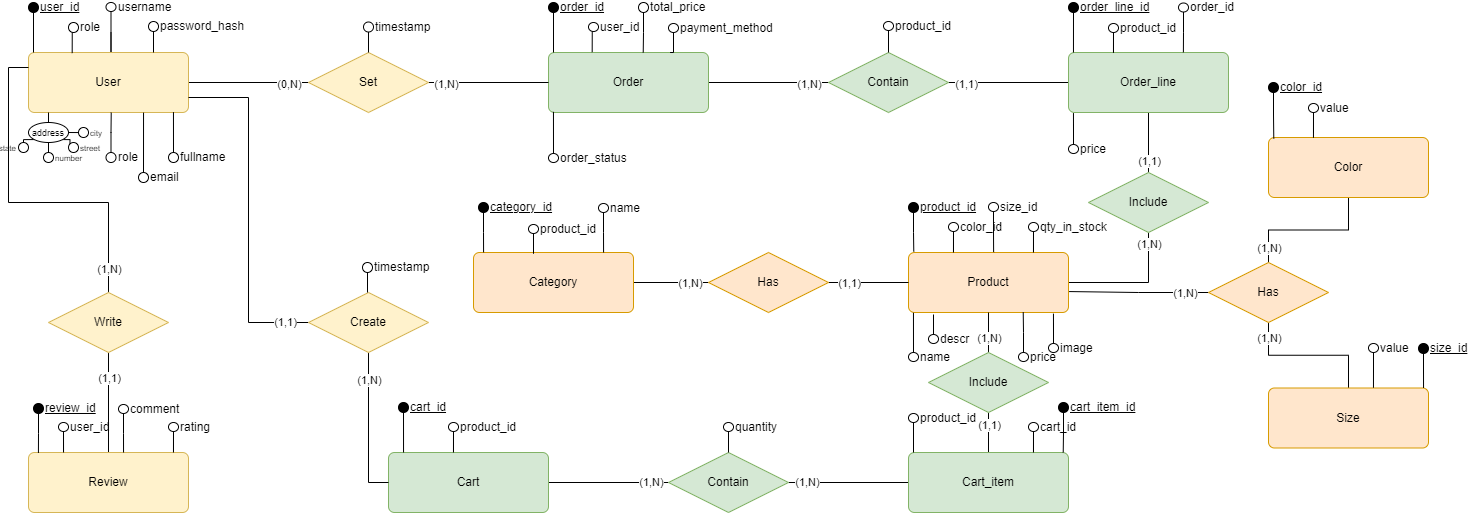 user_id
username
role
password_hash
User
address
city
state
street
number
role
fullname
email
timestamp
(0,N)
Set
(1,N)
order_id
total_price
user_id
payment_method
Order
order_status
product_id
(1,N)
Contain
(1,1)
order_line_id
order_id
product_id
Order_line
price
(1,1)
Include
(1,N)
color_id
value
Color
(1,N)
(1,N)
Has
(1,N)
value
size_id
Size
category_id
name
product_id
Category
(1,N)
Has
(1,1)
product_id
size_id
color_id
qty_in_stock
Product
descr
(1,N)
name
price
image
Include
(1,1)
(1,N)
Write
(1,1)
timestamp
(1,1)
Create
(1,N)
review_id
comment
user_id
rating
Review
cart_id
product_id
Cart
quantity
(1,N)
Contain
(1,N)
product_id
cart_item_id
cart_id
Cart_item